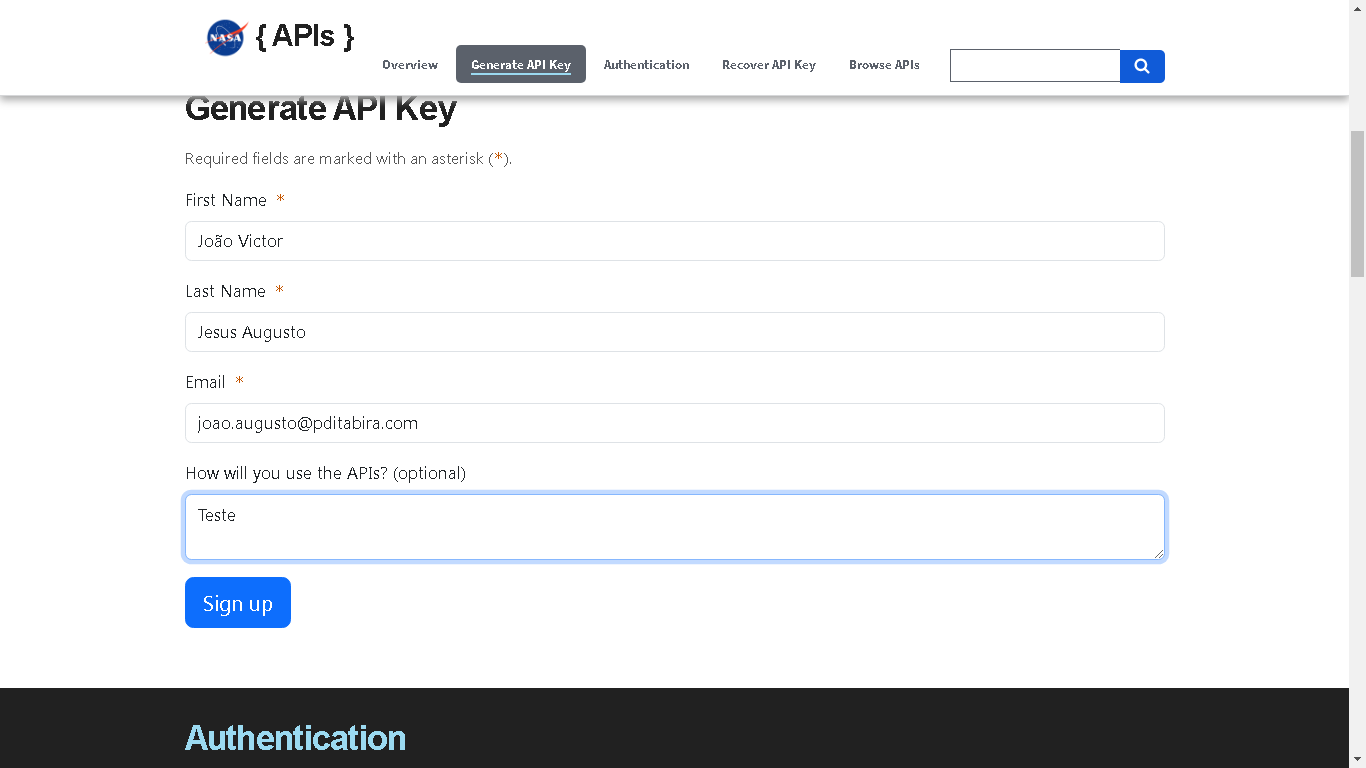 NASA { APIs }
Overview Generate API Key Authentication Recover API Key Browse APIs
Generate API Key
Required fields are marked with an asterisk (*).
First Name *
João Victor
Last Name *
Jesus Augusto
Email *
joao.augusto@pditabira.com
How will you use the APIs? (optional)
Teste
Sign up
Authentication